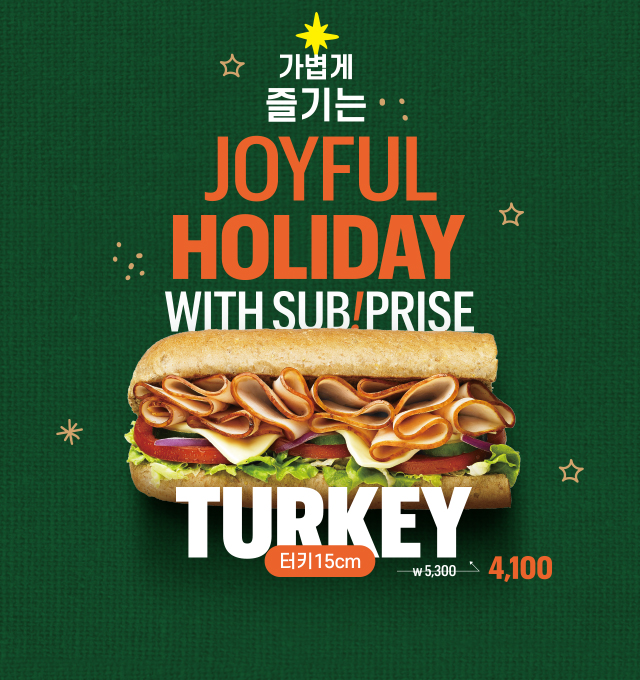 가볍게
즐기는
JOYFUL
HOLIDAY
WITH SUB!PRISE
TURKEY
터키15cm
₩5,300 4,100